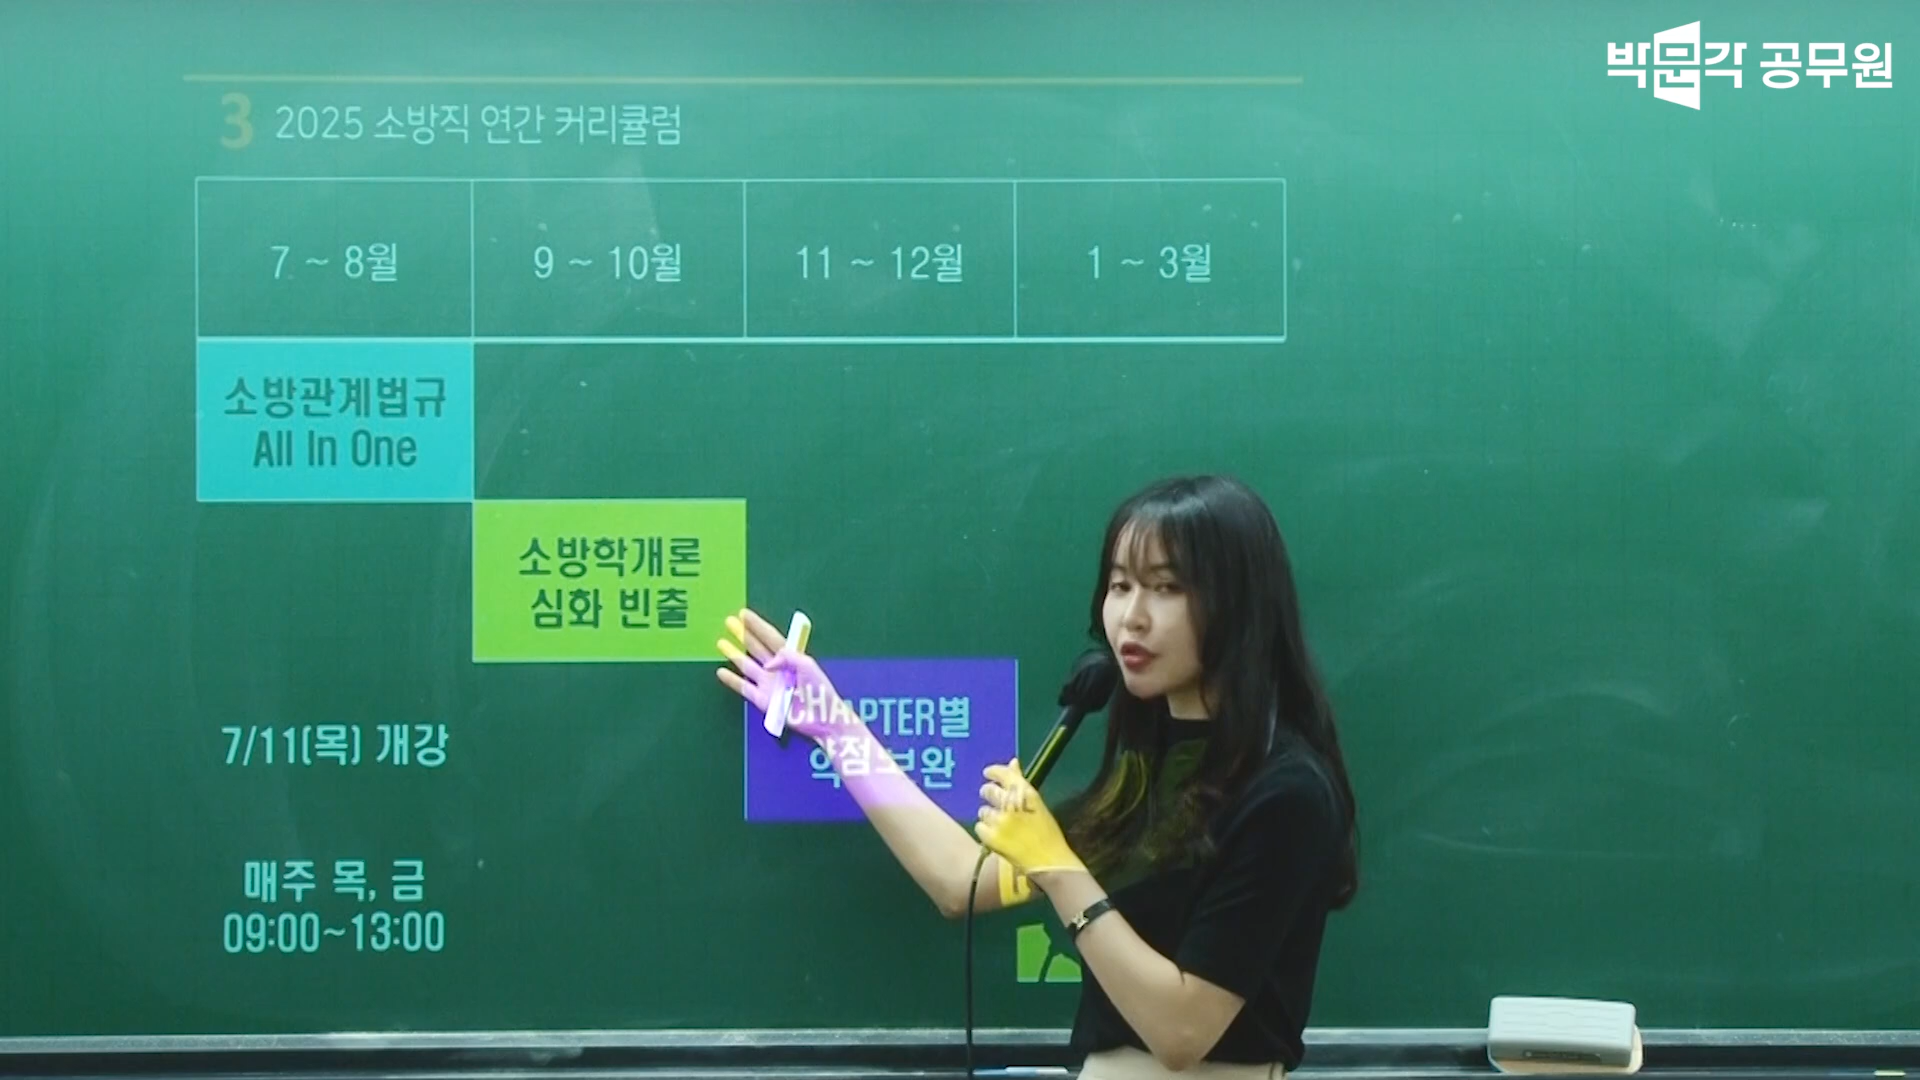 박문각 공무원
3 2025 소방직 연간 커리큘럼
7 ~ 8월
9 ~ 10월
11 ~ 12월
1 ~ 3월
소방관계법규
All In One
소방학개론
심화 빈출
CHAPTER별
약점보완
7/11(목) 개강
매주 목, 금
09:00~13:00